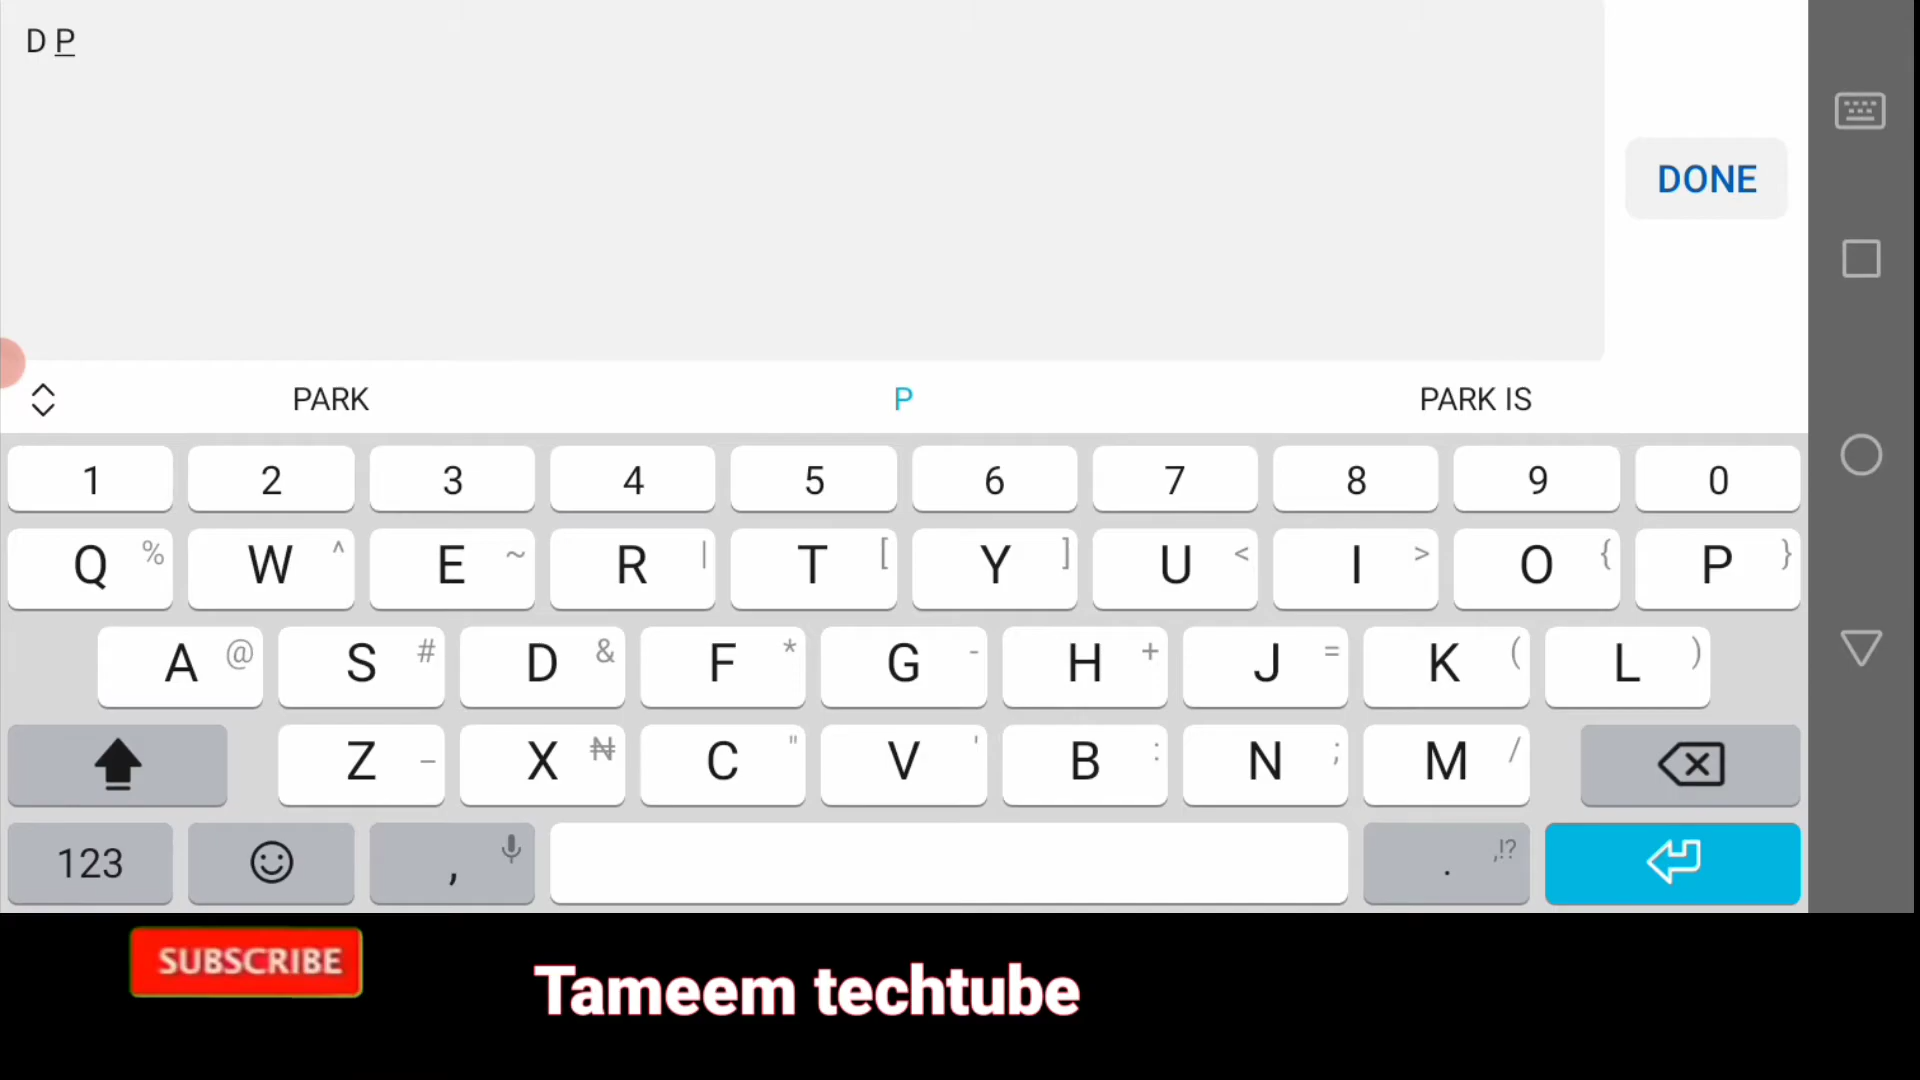 D P
DONE
PARK P PARK IS
1 2 3 4 5 6 7 8 9 0
Q % W ^ E ~ R | T [ Y ] U < I > O { P }
A @ S # D & F * G - H + J = K ( L )
Z _ X ₦ C " V ' B : N ; M /
123 , . ,!?
SUBSCRIBE
Tameem techtube